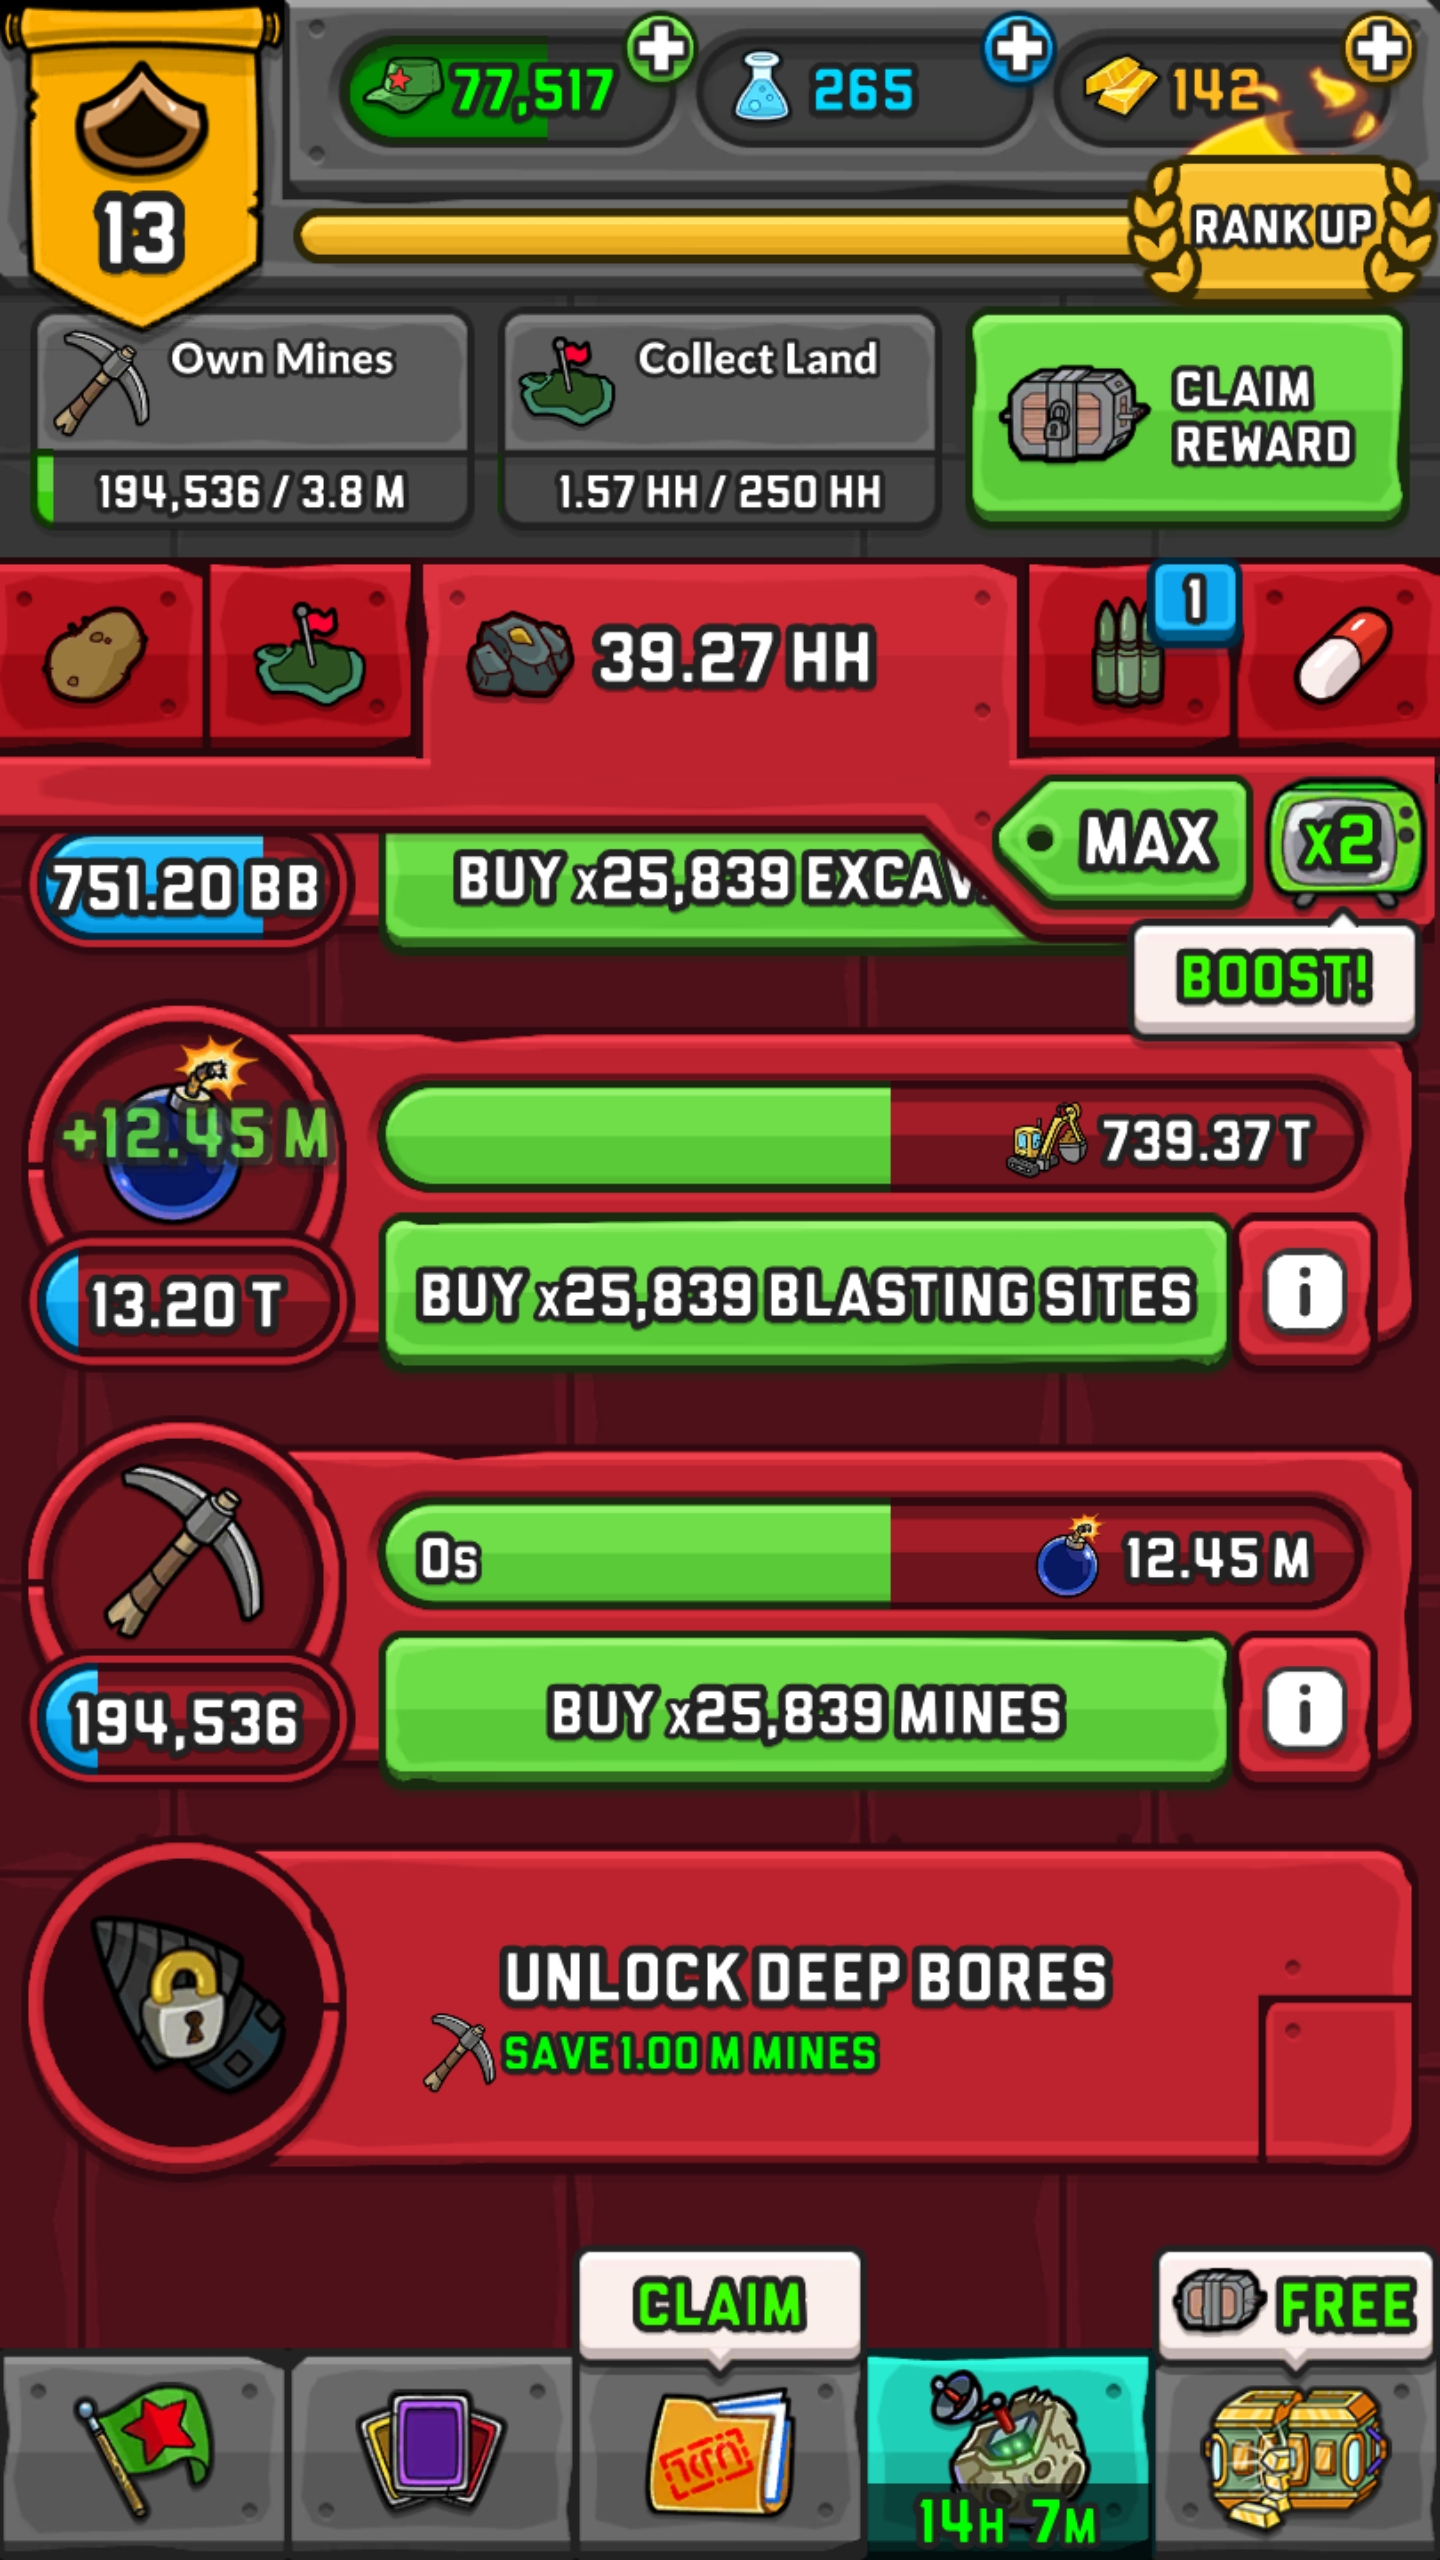 13
77,517
265
142
RANK UP
Own Mines
194,536 / 3.8 M
Collect Land
1.57 HH / 250 HH
CLAIM
REWARD
39.27 HH
1
MAX
x2
BOOST!
751.20 BB
BUY x25,839
+12.45 M
739.37 T
13.20 T
BUY x25,839 BLASTING SITES
i
0s
12.45 M
194,536
BUY x25,839 MINES
i
UNLOCK DEEP BORES
SAVE 1.00 M MINES
CLAIM
FREE
14H 7M